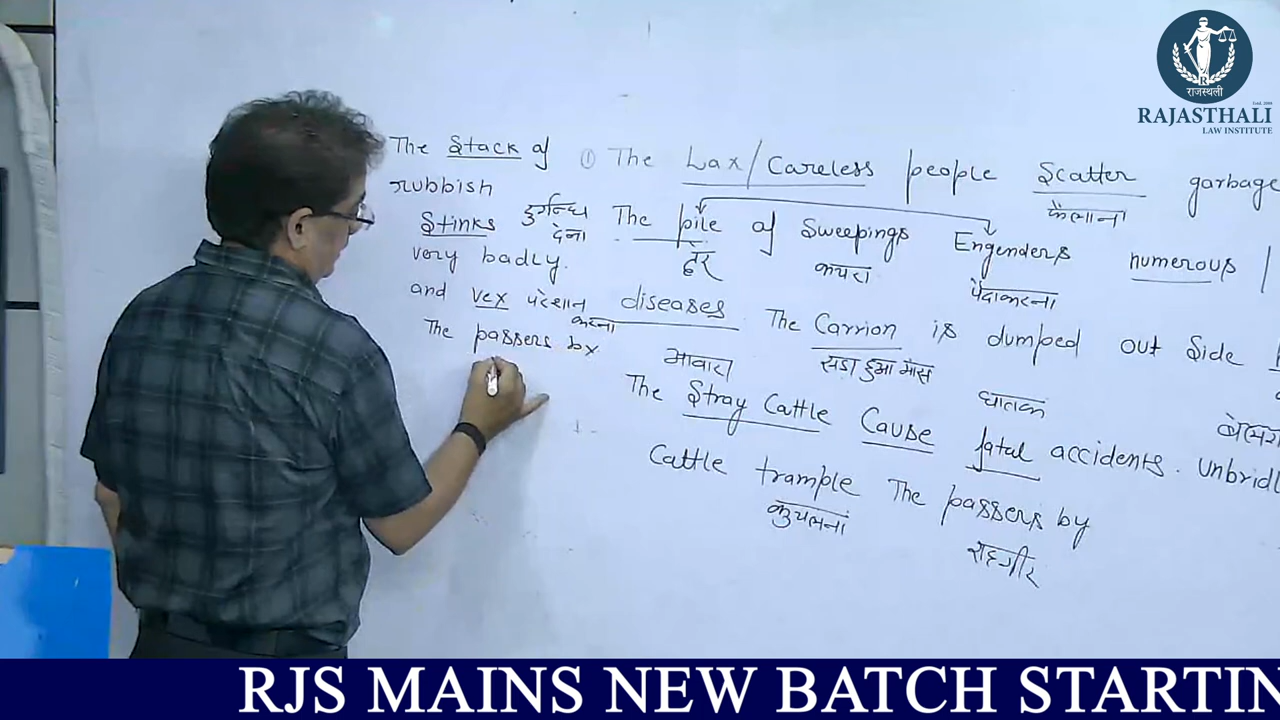 The Stack of
rubbish
Stinks दुर्गन्ध देना
very badly.
and vex परेशान करना
The passers by
① The Lax/Careless people Scatter garbage
फैलाना
The pile of Sweepings Engenders numerous /
ढेर कचरा पैदा करना
diseases. The Carrion is dumped out Side
आवारा सडा हुआ मांस
घातक
The Stray Cattle Cause fatal accidents. Unbridl
Cattle trample The passers by
कुचलना
राहगीर
राजस्थली
Estd. 2004
RAJASTHALI
LAW INSTITUTE
RJS MAINS NEW BATCH STARTIN